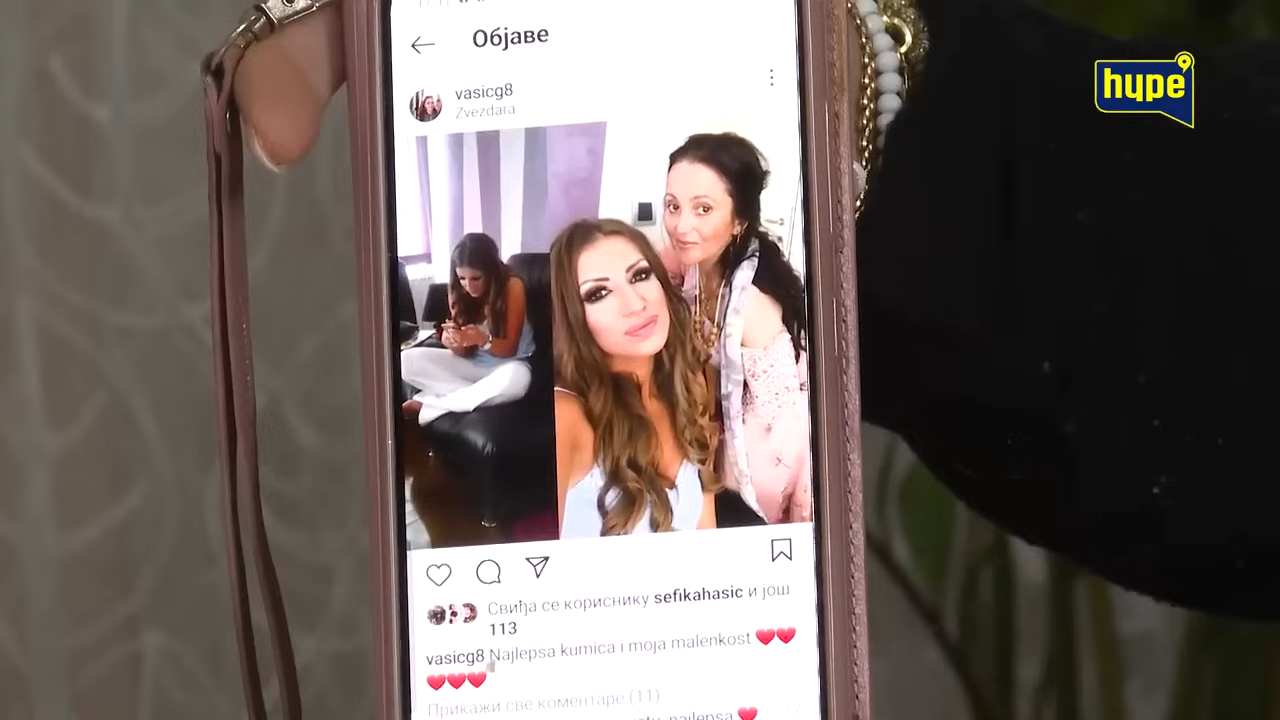 Објаве
hype
vasicg8
Zvezdara
Свиђа се кориснику sefikahasic и још
113
vasicg8 Najlepsa kumica i moja malenkost ❤️❤️
❤️❤️❤️
Прикажи све коментаре (11)
najlepsa ❤️